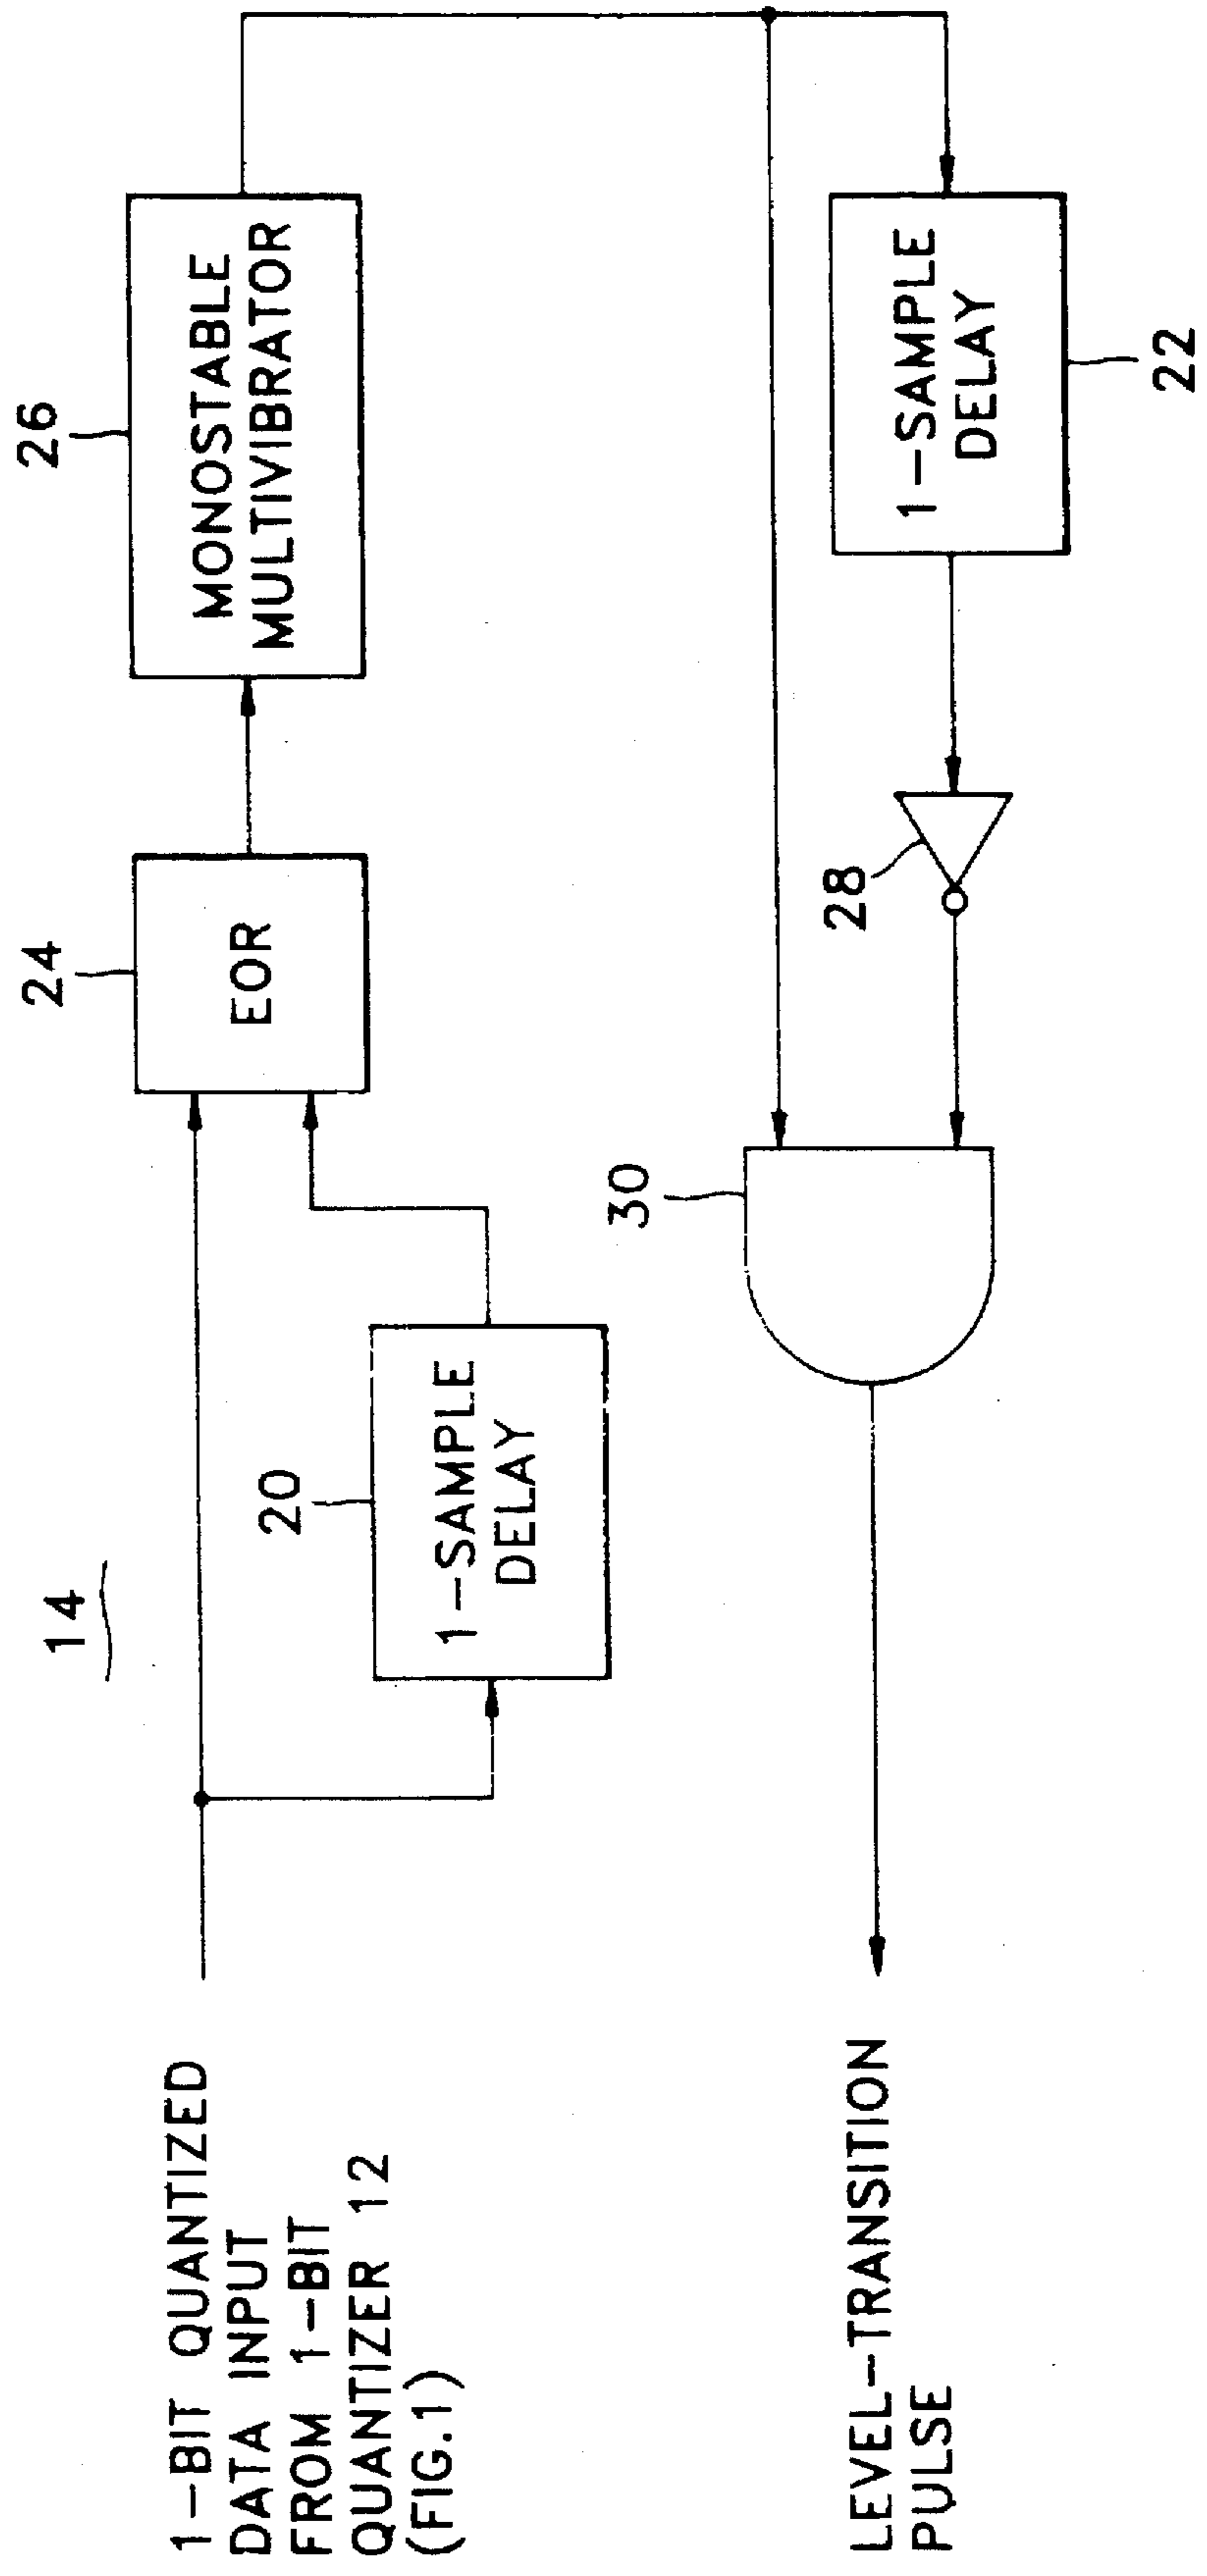 14
1-BIT QUANTIZED
DATA INPUT
FROM 1-BIT
QUANTIZER 12
(FIG.1)
20
1-SAMPLE
DELAY
24
EOR
26
MONOSTABLE
MULTIVIBRATOR
LEVEL-TRANSITION
PULSE
30
28
1-SAMPLE
DELAY
22